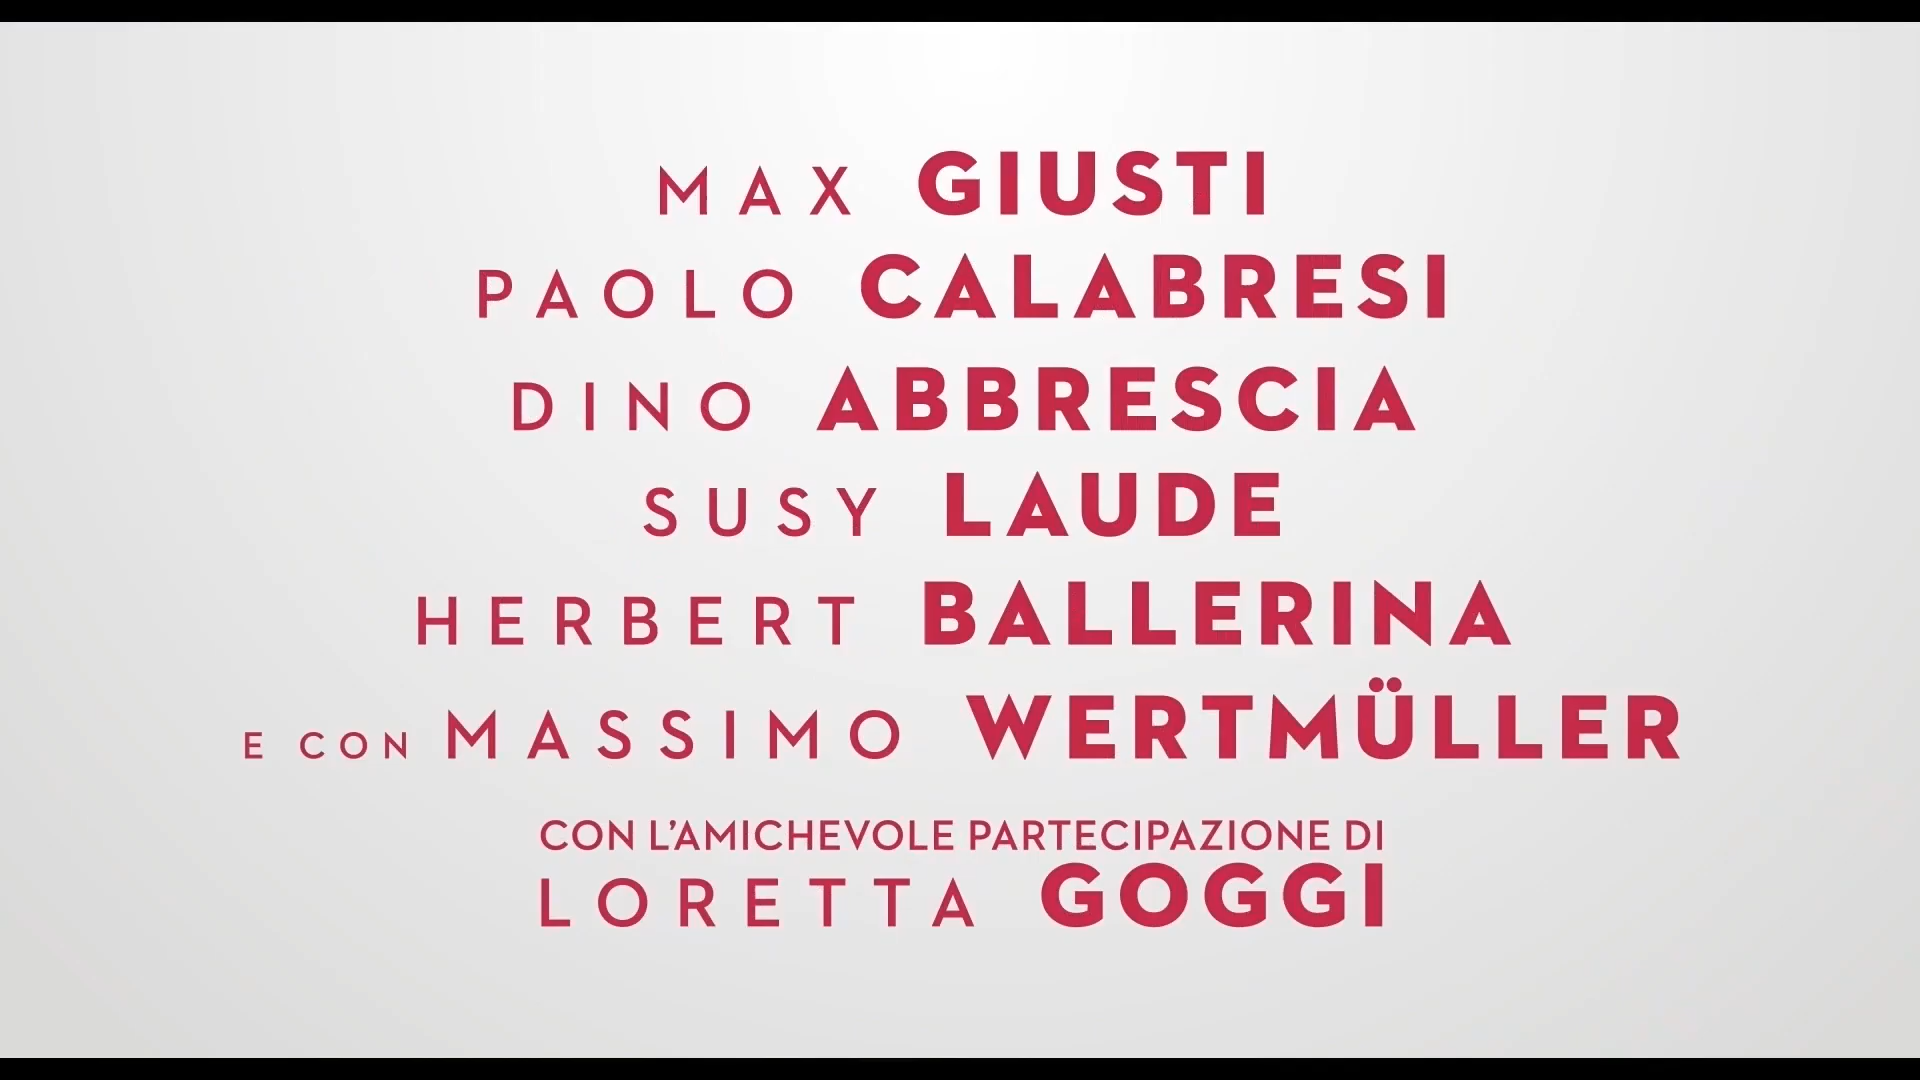 MAX GIUSTI
PAOLO CALABRESI
DINO ABBRESCIA
SUSY LAUDE
HERBERT BALLERINA
E CON MASSIMO WERTMÜLLER
CON L’AMICHEVOLE PARTECIPAZIONE DI
LORETTA GOGGI